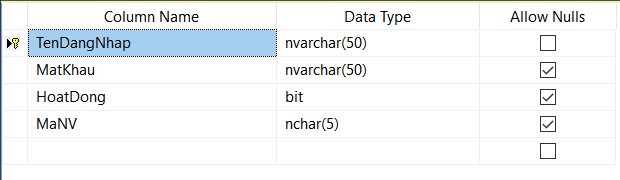 Column Name Data Type Allow Nulls
TenDangNhap nvarchar(50)
MatKhau nvarchar(50)
HoatDong bit
MaNV nchar(5)